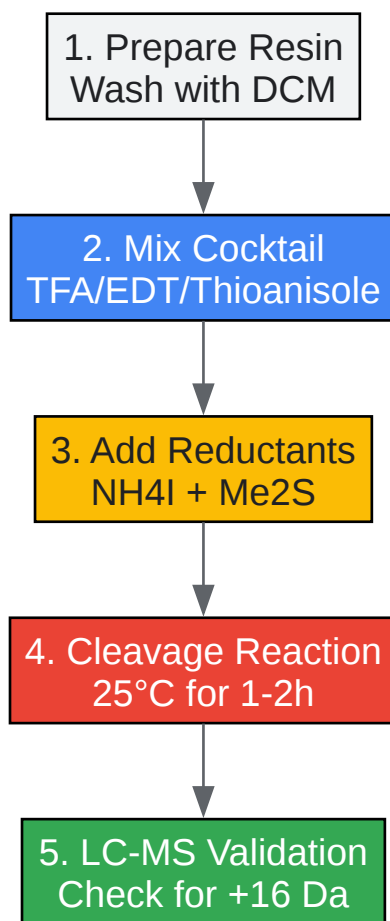 1. Prepare Resin
Wash with DCM
2. Mix Cocktail
TFA/EDT/Thioanisole
3. Add Reductants
NH4I + Me2S
4. Cleavage Reaction
25°C for 1-2h
5. LC-MS Validation
Check for +16 Da